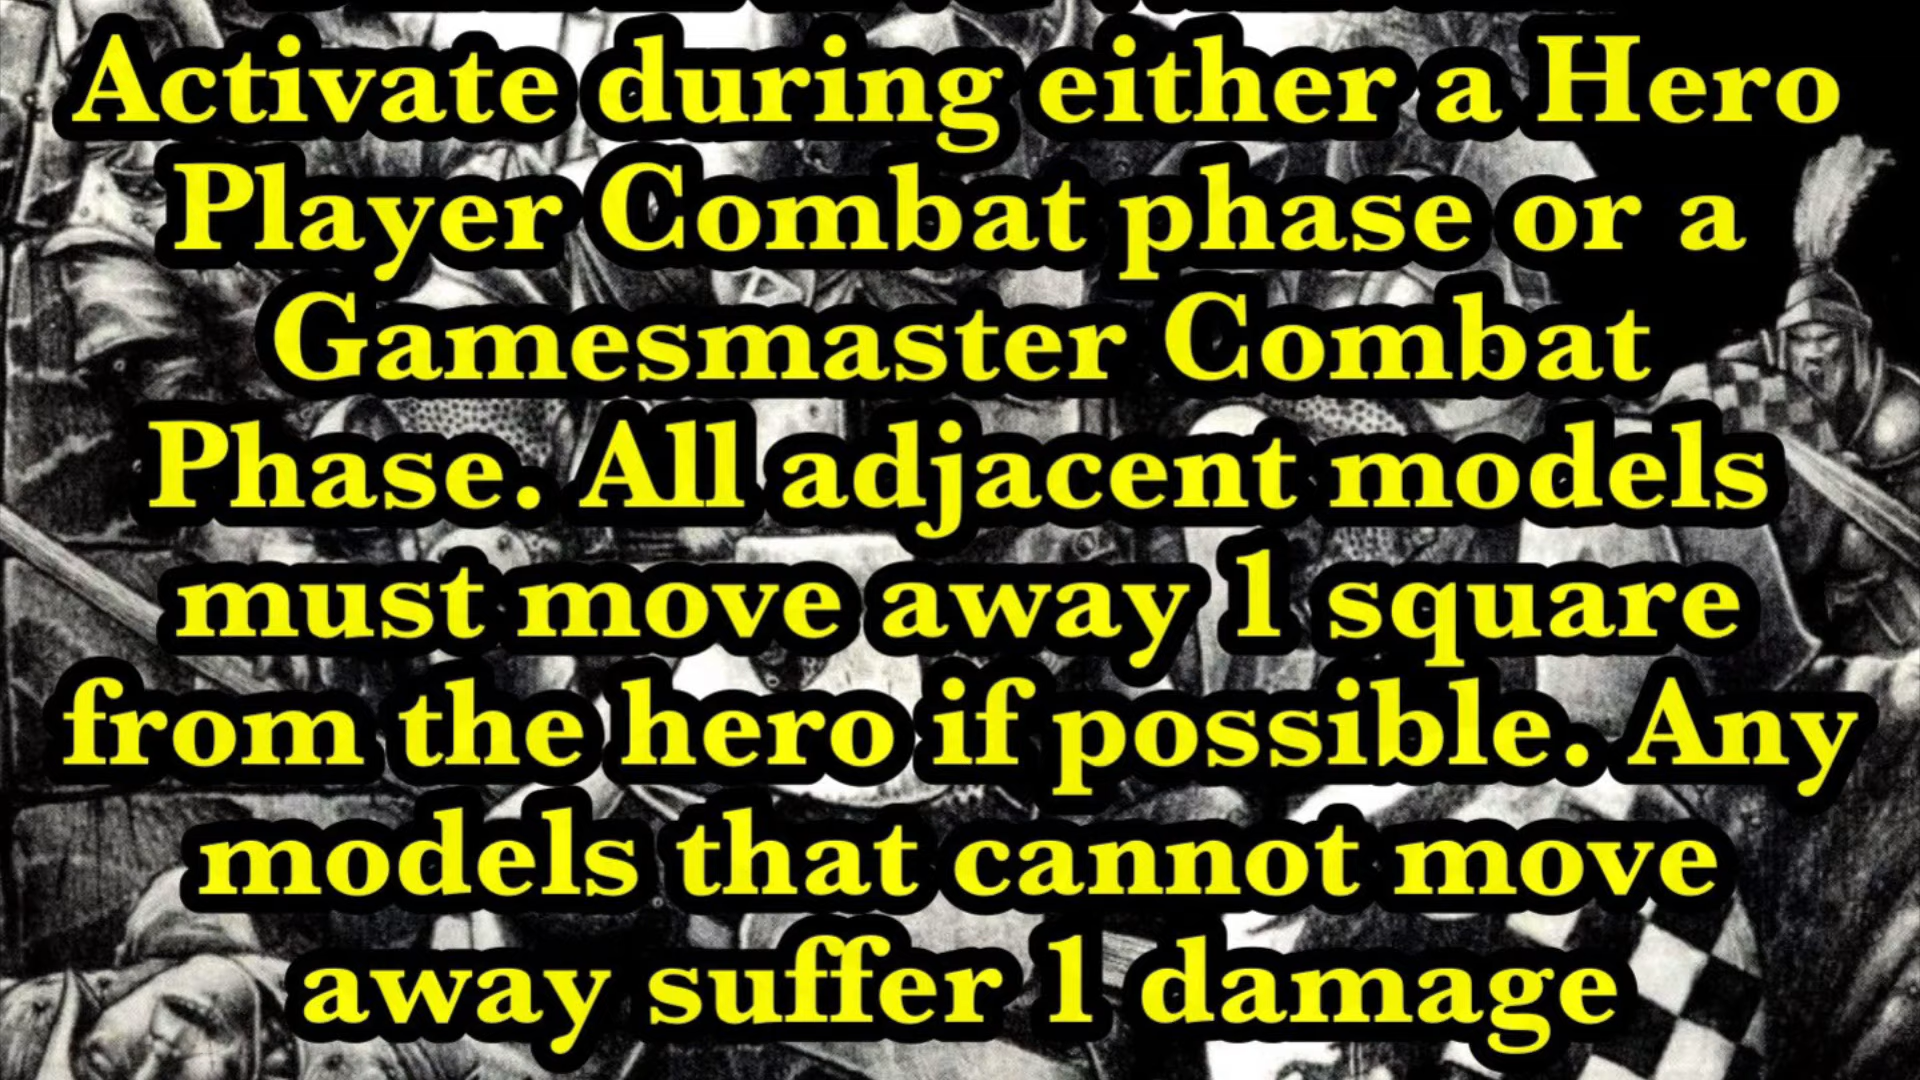 Activate during either a Hero
Player Combat phase or a
Gamesmaster Combat
Phase. All adjacent models
must move away 1 square
from the hero if possible. Any
models that cannot move
away suffer 1 damage